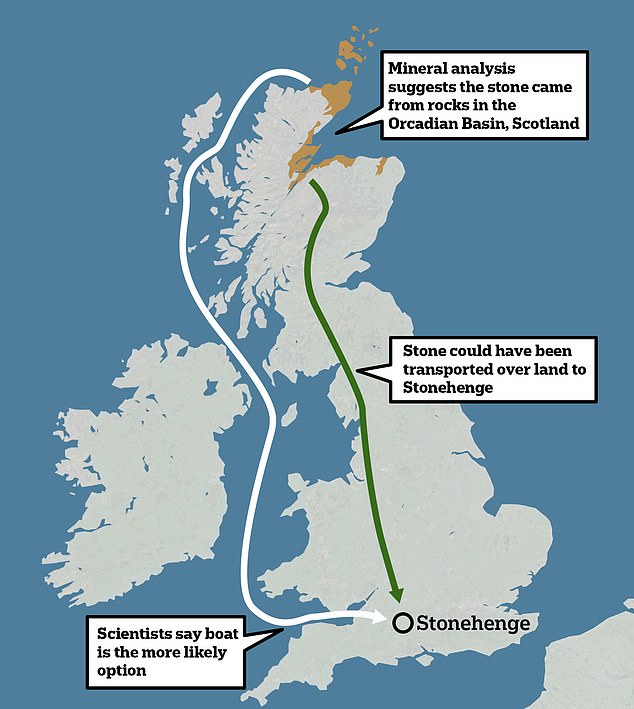 Mineral analysis
suggests the stone came
from rocks in the
Orcadian Basin, Scotland
Stone could have been
transported over land to
Stonehenge
Stonehenge
Scientists say boat
is the more likely
option